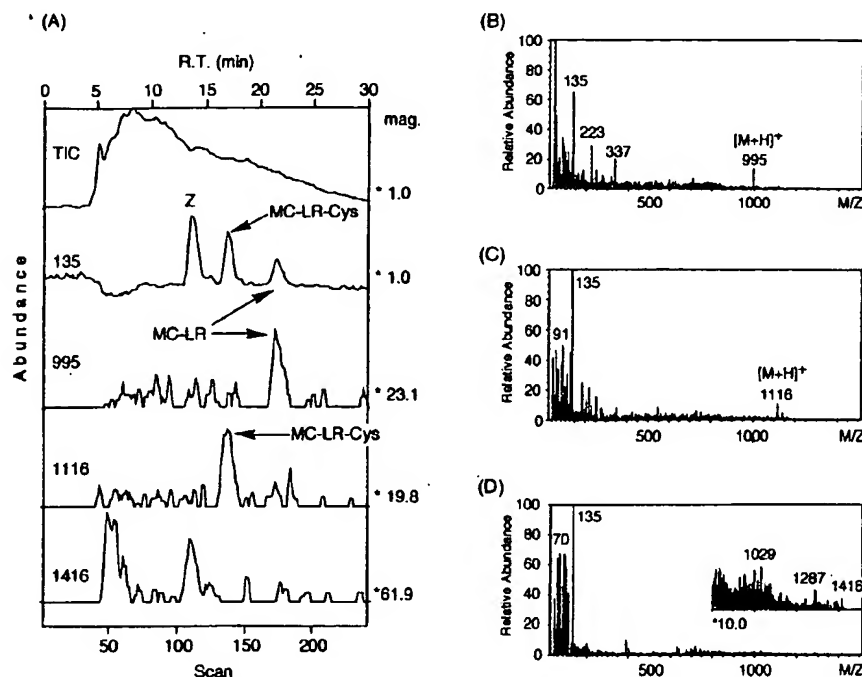 (A)
R.T. (min)
0 5 10 15 20 25 30
mag.
TIC
* 1.0
Z
MC-LR-Cys
135
* 1.0
MC-LR
995
* 23.1
MC-LR-Cys
1116
* 19.8
1416
*61.9
0 50 100 150 200
Scan
Abundance
(B)
100
80
60
40
20
0
Relative Abundance
135
223
337
[M+H]+
995
500 1000 M/Z
(C)
100
80
60
40
20
0
Relative Abundance
135
91
[M+H]+
1116
500 1000 M/Z
(D)
100
80
60
40
20
0
Relative Abundance
135
70
1029
1287
1416
*10.0
500 1000 M/Z